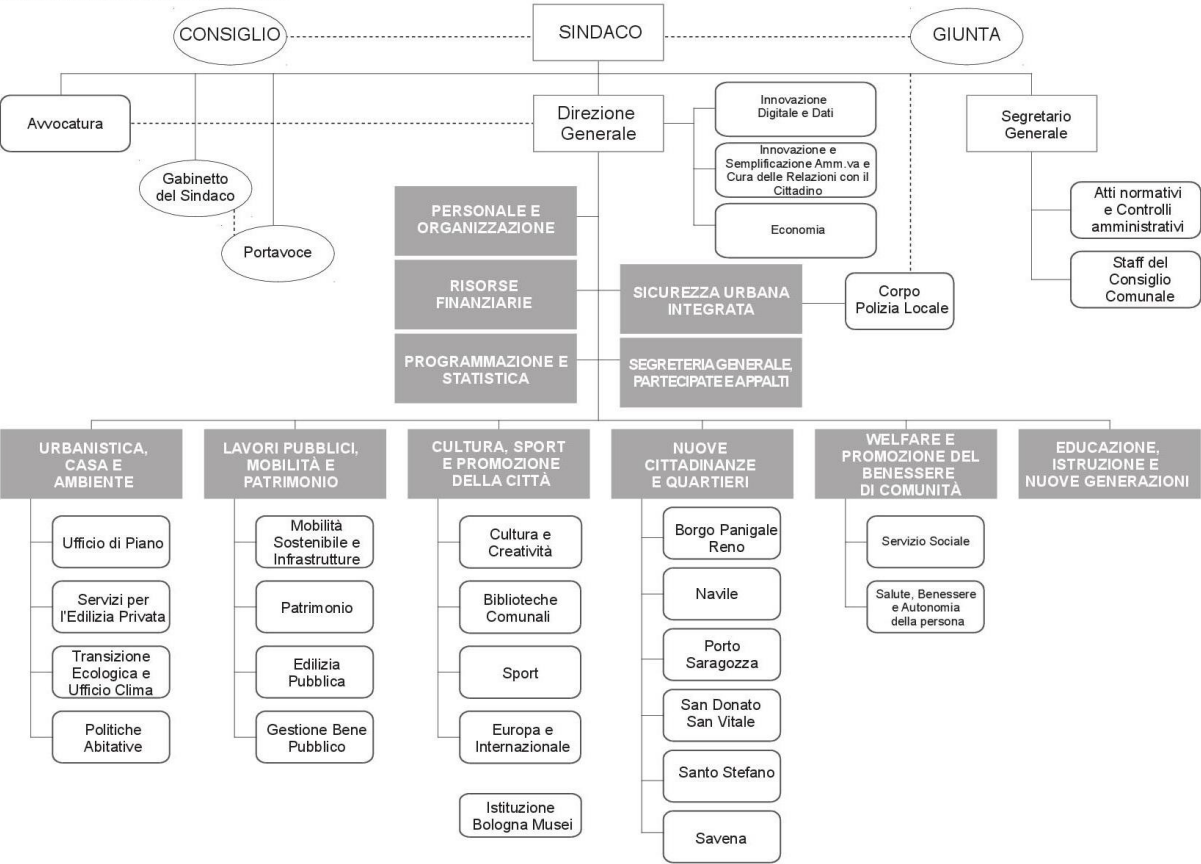 CONSIGLIO
SINDACO
GIUNTA
Avvocatura
Direzione
Generale
Innovazione
Digitale e Dati
Segretario
Generale
Innovazione e
Semplificazione Amm.va e
Cura delle Relazioni con il
Cittadino
Gabinetto
del Sindaco
Economia
Atti normativi
e Controlli
amministrativi
Portavoce
Staff del
Consiglio
Comunale
PERSONALE E
ORGANIZZAZIONE
RISORSE
FINANZIARIE
SICUREZZA URBANA
INTEGRATA
Corpo
Polizia Locale
PROGRAMMAZIONE E
STATISTICA
SEGRETERIA GENERALE,
PARTECIPATE E APPALTI
URBANISTICA,
CASA E
AMBIENTE
Ufficio di Piano
Servizi per
l'Edilizia Privata
Transizione
Ecologica e
Ufficio Clima
Politiche
Abitative
LAVORI PUBBLICI,
MOBILITÀ E
PATRIMONIO
Mobilità
Sostenibile e
Infrastrutture
Patrimonio
Edilizia
Pubblica
Gestione Bene
Pubblico
CULTURA, SPORT
E PROMOZIONE
DELLA CITTÀ
Cultura e
Creatività
Biblioteche
Comunali
Sport
Europa e
Internazionale
Istituzione
Bologna Musei
NUOVE
CITTADINANZE
E QUARTIERI
Borgo Panigale
Reno
Navile
Porto
Saragozza
San Donato
San Vitale
Santo Stefano
Savena
WELFARE E
PROMOZIONE DEL
BENESSERE
DI COMUNITÀ
Servizio Sociale
Salute, Benessere
e Autonomia
della persona
EDUCAZIONE,
ISTRUZIONE E
NUOVE GENERAZIONI